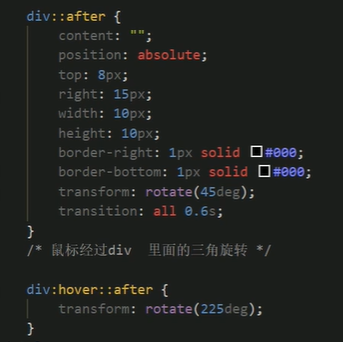 div::after {
content: "";
position: absolute;
top: 8px;
right: 15px;
width: 10px;
height: 10px;
border-right: 1px solid #000;
border-bottom: 1px solid #000;
transform: rotate(45deg);
transition: all 0.6s;
}
/* 鼠标经过div  里面的三角旋转 */
div:hover::after {
transform: rotate(225deg);
}